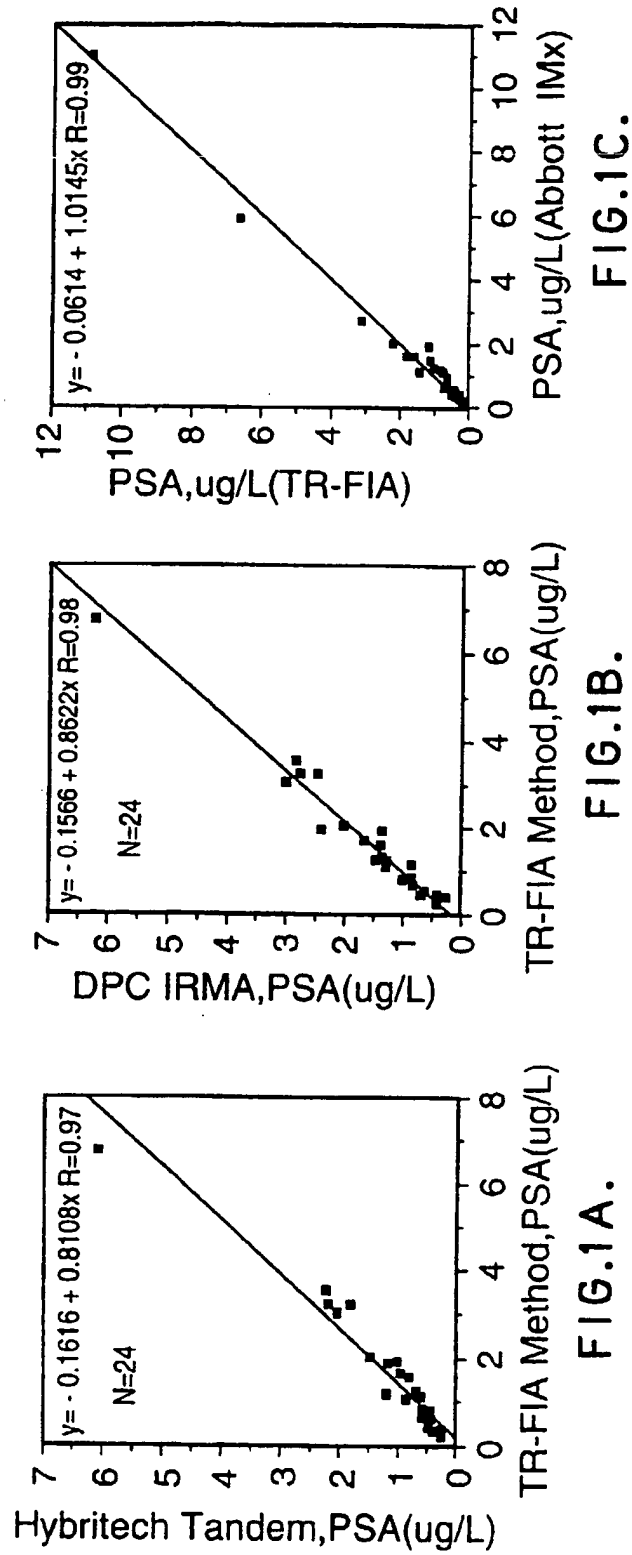 7
6
5
4
3
2
1
0
Hybritech Tandem,PSA(ug/L)
y= - 0.1616 + 0.8108x R=0.97
N=24
0 2 4 6 8
TR-FIA Method,PSA(ug/L)
FIG.1A.
7
6
5
4
3
2
1
0
DPC IRMA,PSA(ug/L)
y= - 0.1566 + 0.8622x R=0.98
N=24
0 2 4 6 8
TR-FIA Method,PSA(ug/L)
FIG.1B.
12
10
8
6
4
2
0
PSA,ug/L(TR-FIA)
y= - 0.0614 + 1.0145x R=0.99
0 2 4 6 8 10 12
PSA,ug/L(Abbott IMx)
FIG.1C.